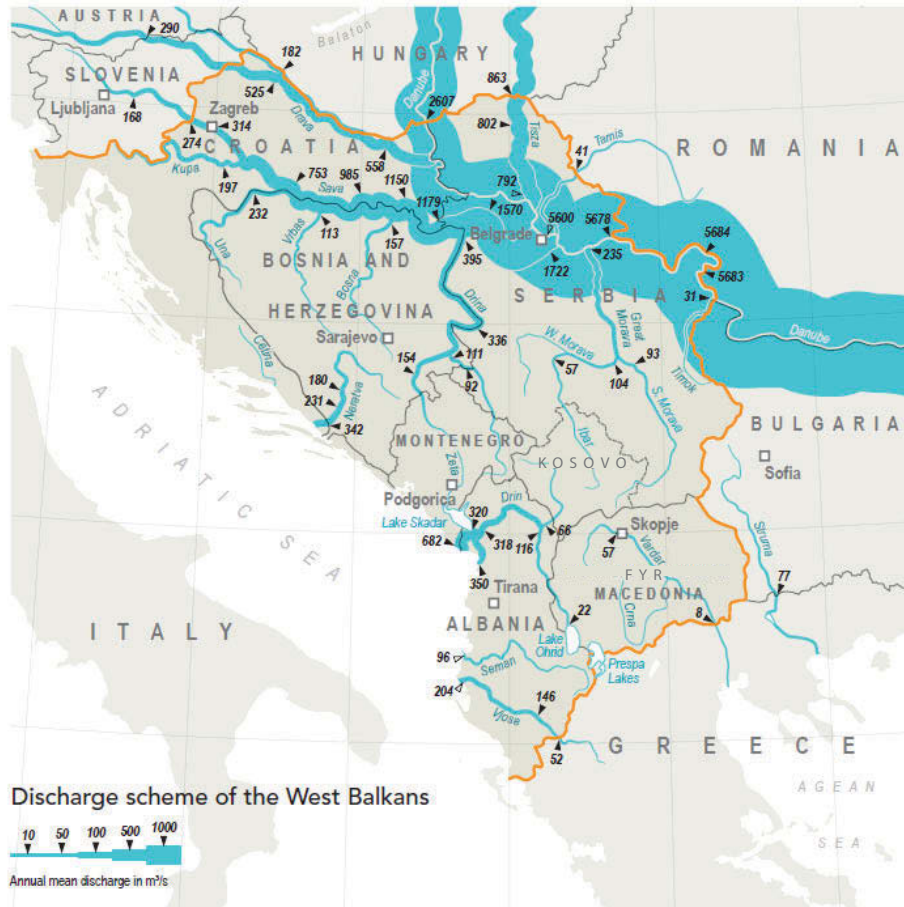 AUSTRIA
290
Balaton
HUNGARY
182
SLOVENIA
525
Danube
863
Ljubljana
168
Zagreb
314
Drava
2607
802
Tisza
274
CROATIA
558
41
Tamis
ROMANIA
Kupa
197
753
985
1150
792
232
Sava
1179
1570
5600
5678
5684
Una
Vrbas
113
157
Belgrade
395
1722
235
5683
BOSNIA AND
HERZEGOVINA
Bosna
Drina
SERBIA
31
Danube
Great
Morava
Sarajevo
336
W. Morava
93
Cetina
154
111
57
104
Timok
180
92
231
Neratva
342
S. Morava
BULGARIA
MONTENEGRO
Ibar
KOSOVO
Sofia
Zeta
Podgorica
Drin
Lake Skadar
320
66
Skopje
Struma
682
318
116
57
Vardar
350
FYR
MACEDONIA
77
Tirana
Crna
22
8
ALBANIA
Lake
Ohrid
Prespa
Lakes
96
Seman
204
146
Vjose
52
GREECE
ADRIATIC SEA
ITALY
AGEAN
SEA
Discharge scheme of the West Balkans
10 50 100 500 1000
Annual mean discharge in m³/s